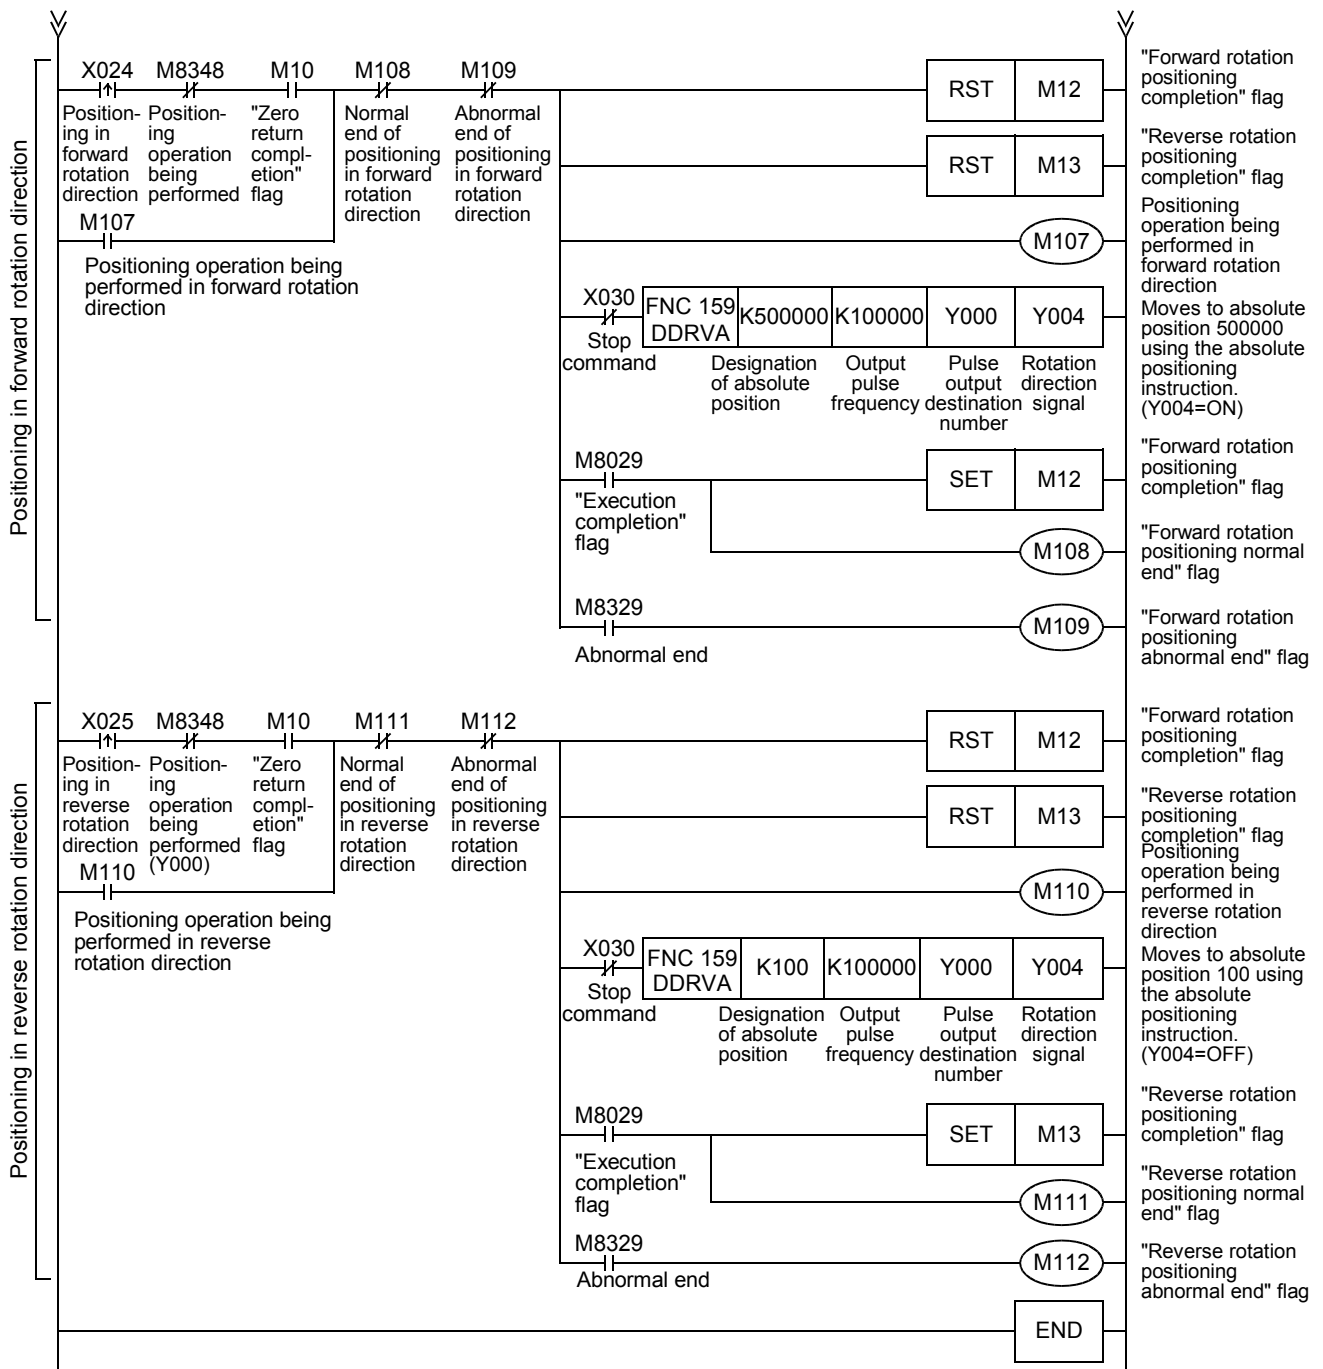 Positioning in forward rotation direction
X024 M8348 M10 M108 M109
Position-
ing in
forward
rotation
direction
Position-
ing
operation
being
performed
"Zero
return
compl-
etion"
flag
Normal
end of
positioning
in forward
rotation
direction
Abnormal
end of
positioning
in forward
rotation
direction
RST M12
"Forward rotation
positioning
completion" flag
RST M13
"Reverse rotation
positioning
completion" flag
M107
Positioning operation being
performed in forward rotation
direction
M107
Positioning
operation being
performed in
forward rotation
direction
X030
Stop
command
FNC 159
DDRVA
K500000 K100000 Y000 Y004
Designation
of absolute
position
Output
pulse
frequency
Pulse
output
destination
number
Rotation
direction
signal
Moves to absolute
position 500000
using the absolute
positioning
instruction.
(Y004=ON)
M8029
"Execution
completion"
flag
SET M12
"Forward rotation
positioning
completion" flag
M108
"Forward rotation
positioning normal
end" flag
M8329
Abnormal end
M109
"Forward rotation
positioning
abnormal end" flag
Positioning in reverse rotation direction
X025 M8348 M10 M111 M112
Position-
ing in
reverse
rotation
direction
Position-
ing
operation
being
performed
(Y000)
"Zero
return
compl-
etion"
flag
Normal
end of
positioning
in reverse
rotation
direction
Abnormal
end of
positioning
in reverse
rotation
direction
RST M12
"Forward rotation
positioning
completion" flag
RST M13
"Reverse rotation
positioning
completion" flag
M110
Positioning operation being
performed in reverse
rotation direction
M110
Positioning
operation being
performed in
reverse rotation
direction
X030
Stop
command
FNC 159
DDRVA
K100 K100000 Y000 Y004
Designation
of absolute
position
Output
pulse
frequency
Pulse
output
destination
number
Rotation
direction
signal
Moves to absolute
position 100 using
the absolute
positioning
instruction.
(Y004=OFF)
M8029
"Execution
completion"
flag
SET M13
"Reverse rotation
positioning
completion" flag
M111
"Reverse rotation
positioning normal
end" flag
M8329
Abnormal end
M112
"Reverse rotation
positioning
abnormal end" flag
END